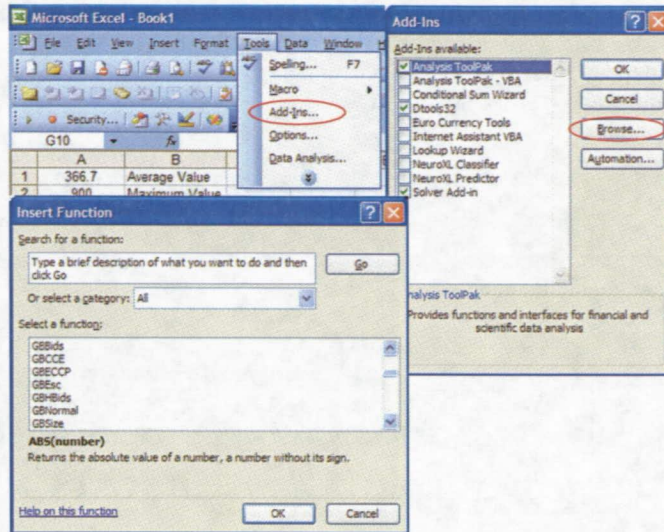 Microsoft Excel - Book1
File Edit View Insert Format Tools Data Window
Security...
G10 fx
A B
1 366.7 Average Value
2 900 Maximum Value
Spelling... F7
Macro
Add-Ins...
Options...
Data Analysis...
Add-Ins
Add-Ins available:
Analysis ToolPak
Analysis ToolPak - VBA
Conditional Sum Wizard
Dtools32
Euro Currency Tools
Internet Assistant VBA
Lookup Wizard
NeuroXL Classifier
NeuroXL Predictor
Solver Add-in
OK
Cancel
Browse...
Automation...
nalysis ToolPak
Provides functions and interfaces for financial and
scientific data analysis
Insert Function
Search for a function:
Type a brief description of what you want to do and then
click Go
Go
Or select a category: All
Select a function:
GBBids
GBCCE
GBECCP
GBEsc
GBHBids
GBNormal
GBSize
ABS(number)
Returns the absolute value of a number, a number without its sign.
Help on this function
OK Cancel